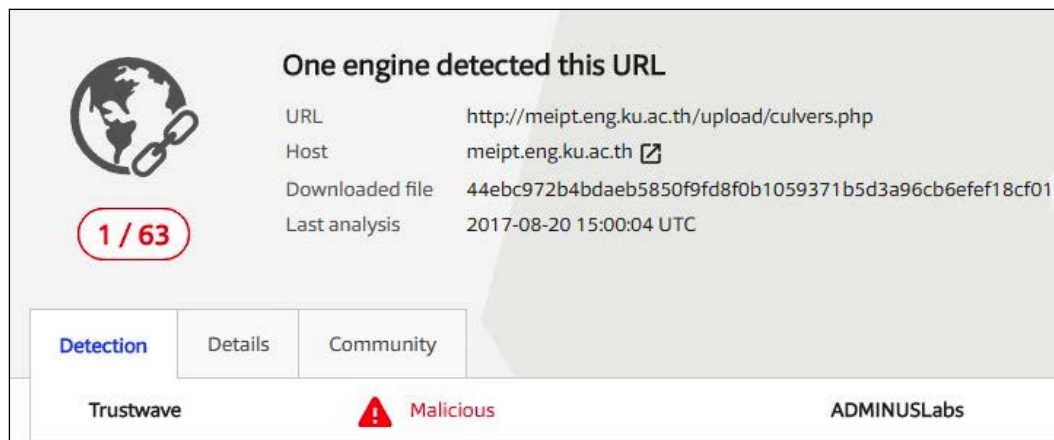 One engine detected this URL
URL http://meipt.eng.ku.ac.th/upload/culvers.php
Host meipt.eng.ku.ac.th
Downloaded file 44ebc972b4bdaeb5850f9fd8f0b1059371b5d3a96cb6efef18cf01
Last analysis 2017-08-20 15:00:04 UTC
1 / 63
Detection Details Community
Trustwave Malicious ADMINUSLabs